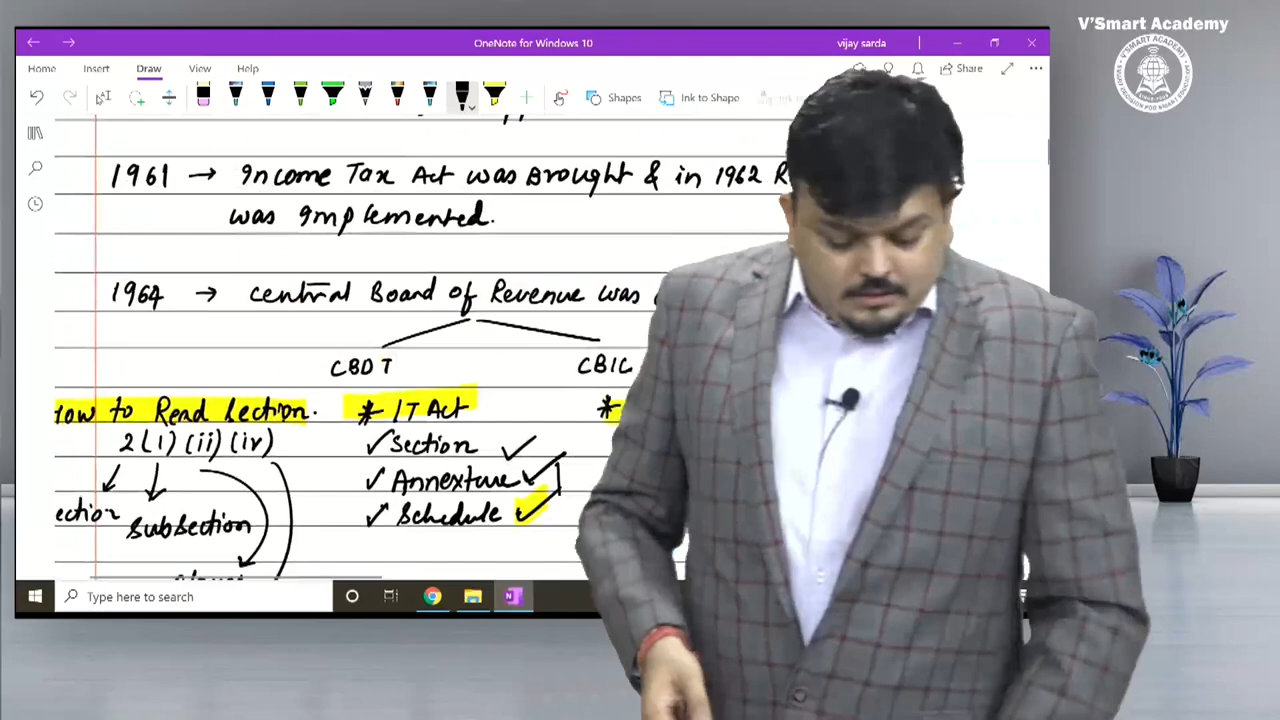 V'Smart Academy
OneNote for Windows 10
vijay sarda
Home Insert Draw View Help
Share
Shapes
Ink to Shape
1961 → Income Tax Act was Brought & in 1962 R
was Implemented.
1964 → Central Board of Revenue was
CBDT CBIC
How to Read Section. * IT Act *
2(1) (ii) (iv) ✓ Section ✓
✓ Annexture ✓
ection Subsection ✓ Schedule ✓
Type here to search